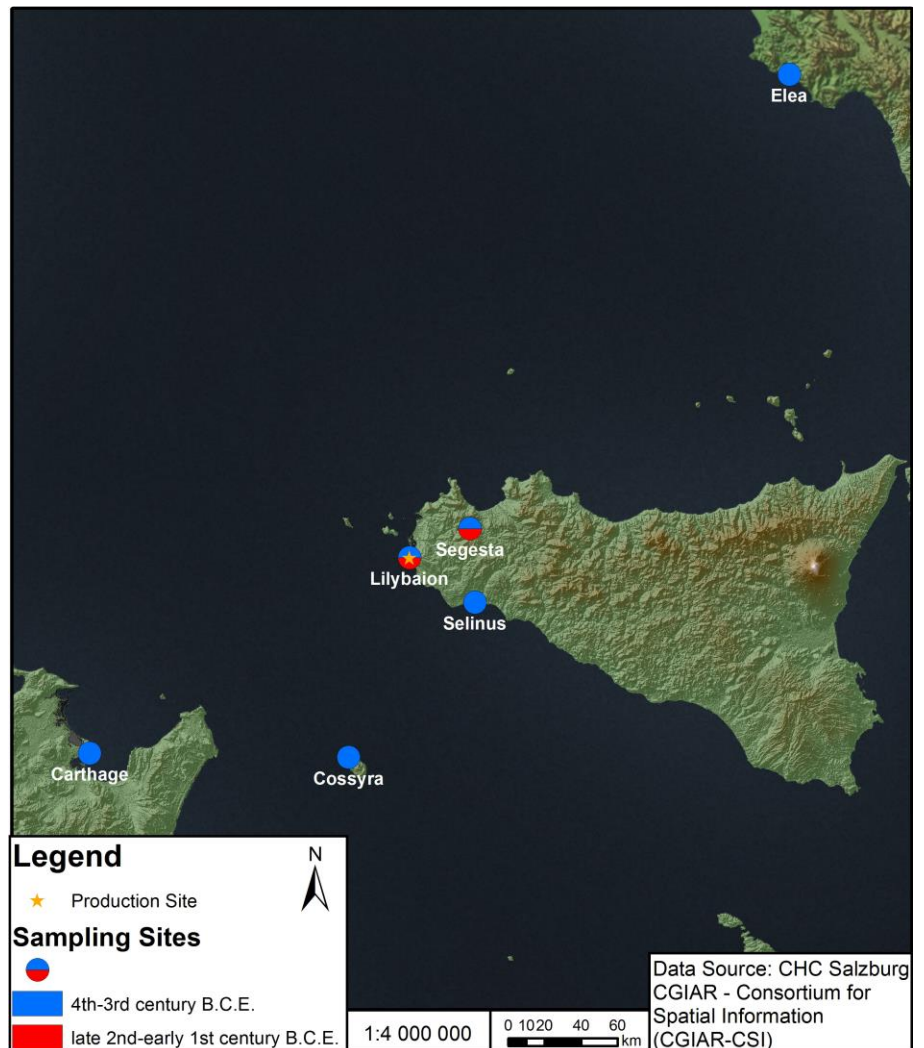 Elea
Segesta
Lilybaion
Selinus
Carthage
Cossyra
Legend
N
Production Site
Sampling Sites
4th-3rd century B.C.E.
late 2nd-early 1st century B.C.E.
1:4 000 000
0 10 20 40 60
km
Data Source: CHC Salzburg
CGIAR - Consortium for
Spatial Information
(CGIAR-CSI)